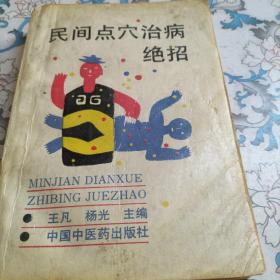 民间点穴治病
绝招
MINJIAN DIANXUE
ZHIBING JUEZHAO
● 王凡 杨光 主编
● 中国中医药出版社